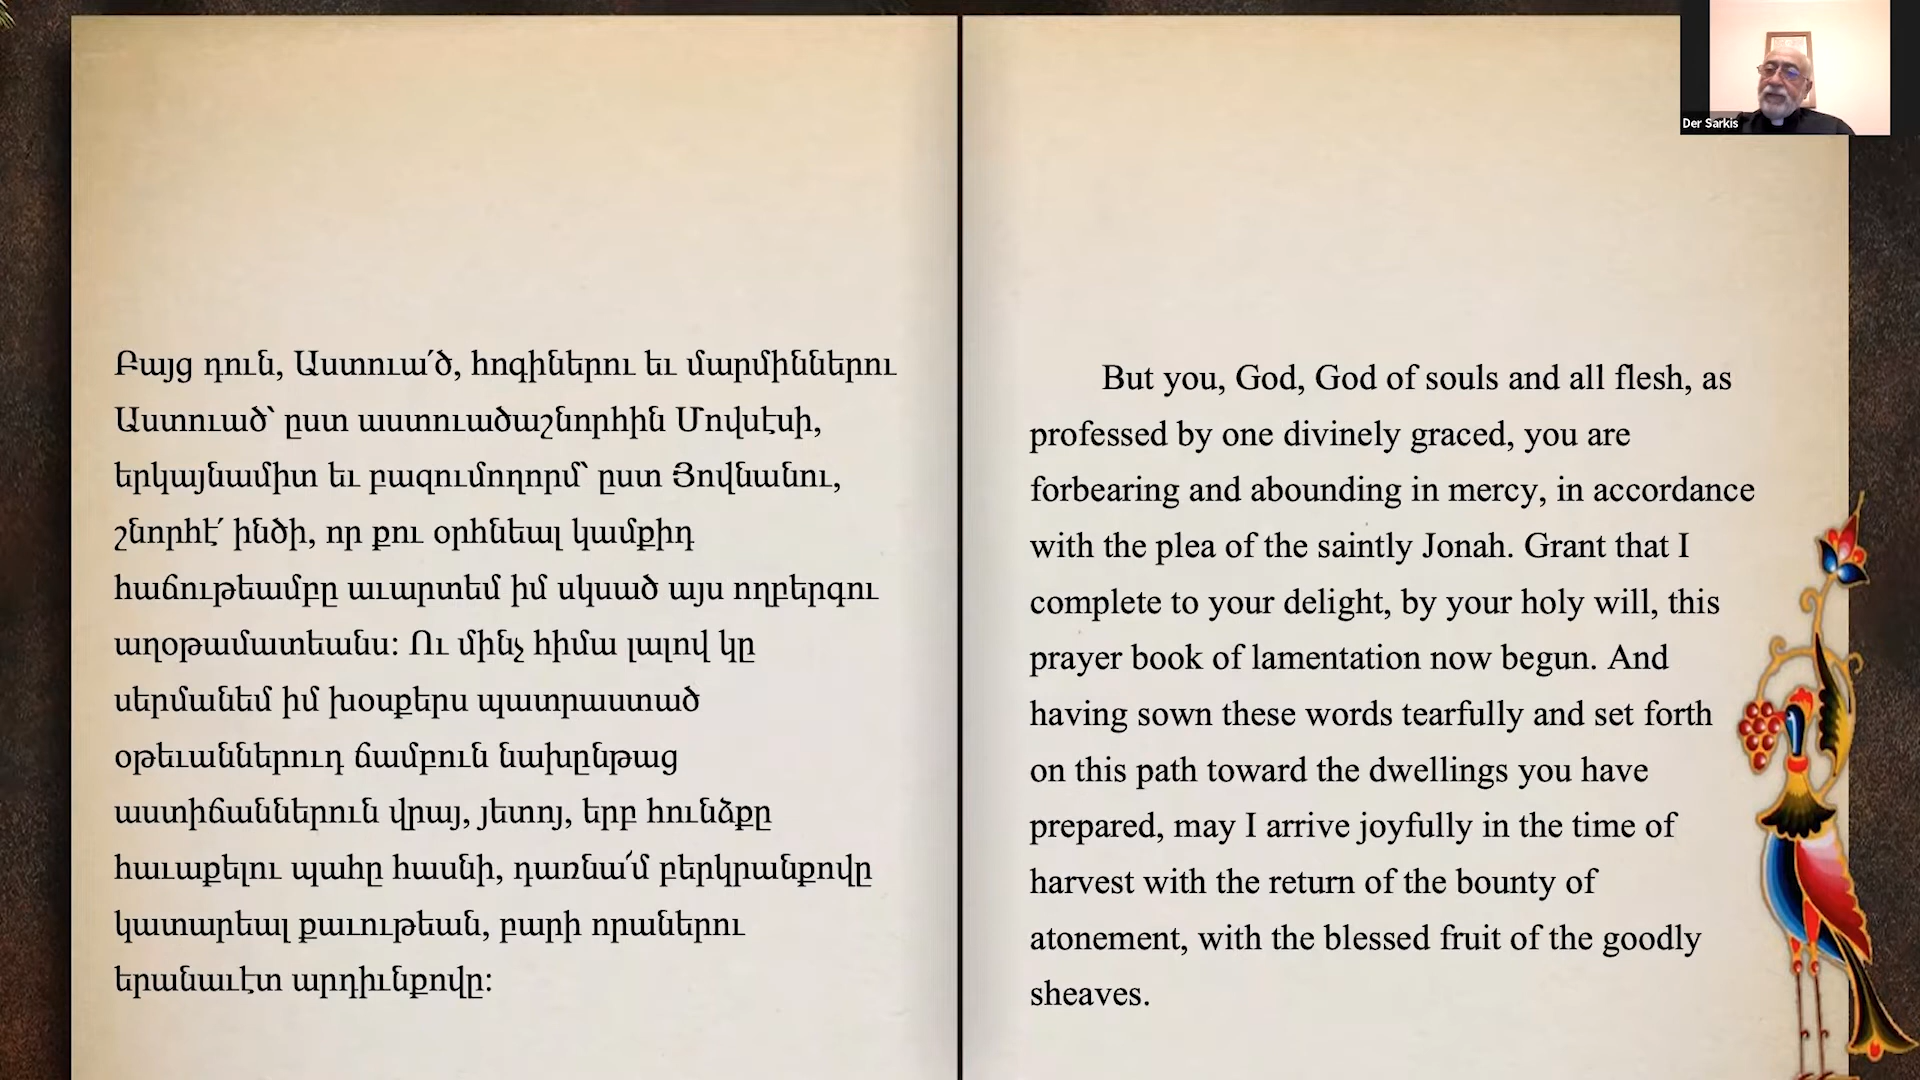 Բայց դուն, Աստուա՛ծ, հոգիներու եւ մարմիններու
Աստուած՝ ըստ աստուածաշնորհին Մովսէսի,
երկայնամիտ եւ բազումողորմ՝ ըստ Յովնանու,
շնորհէ՛ ինծի, որ քու օրհնեալ կամքիդ
հաճութեամբը աւարտեմ իմ սկսած այս ողբերգու
աղօթամատեանս։ Ու մինչ հիմա լալով կը
սերմանեմ իմ խօսքերս պատրաստած
օթեւաններուդ ճամբուն նախընթաց
աստիճաններուն վրայ, յետոյ, երբ հունձքը
հաւաքելու պահը հասնի, դառնա՛մ բերկրանքովը
կատարեալ քաւութեան, բարի որաներու
երանաւէտ արդիւնքովը։
But you, God, God of souls and all flesh, as
professed by one divinely graced, you are
forbearing and abounding in mercy, in accordance
with the plea of the saintly Jonah. Grant that I
complete to your delight, by your holy will, this
prayer book of lamentation now begun. And
having sown these words tearfully and set forth
on this path toward the dwellings you have
prepared, may I arrive joyfully in the time of
harvest with the return of the bounty of
atonement, with the blessed fruit of the goodly
sheaves.
Der Sarkis